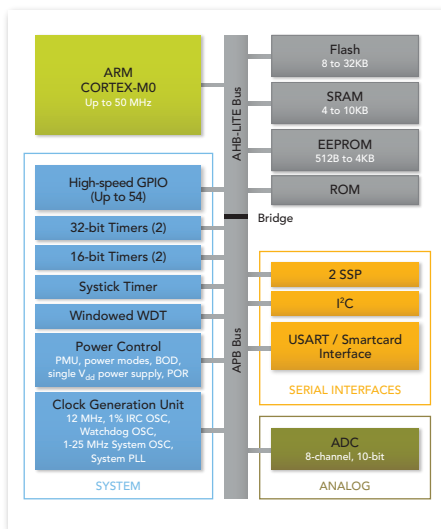 ARM
CORTEX-M0
Up to 50 MHz
AHB-LITE Bus
Flash
8 to 32KB
SRAM
4 to 10KB
EEPROM
512B to 4KB
ROM
Bridge
High-speed GPIO
(Up to 54)
32-bit Timers (2)
16-bit Timers (2)
Systick Timer
Windowed WDT
Power Control
PMU, power modes, BOD,
single Vdd power supply, POR
Clock Generation Unit
12 MHz, 1% IRC OSC,
Watchdog OSC,
1-25 MHz System OSC,
System PLL
SYSTEM
APB Bus
2 SSP
I²C
USART / Smartcard
Interface
SERIAL INTERFACES
ADC
8-channel, 10-bit
ANALOG